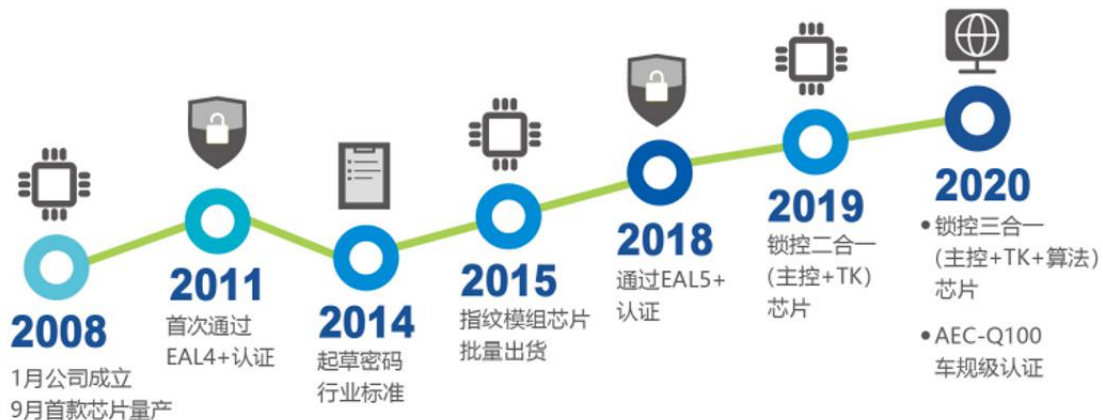 2008
1月公司成立
9月首款芯片量产
2011
首次通过
EAL4+认证
2014
起草密码
行业标准
2015
指纹模组芯片
批量出货
2018
通过EAL5+
认证
2019
锁控二合一
(主控+TK)
芯片
2020
•锁控三合一
(主控+TK+算法)
芯片
•AEC-Q100
车规级认证